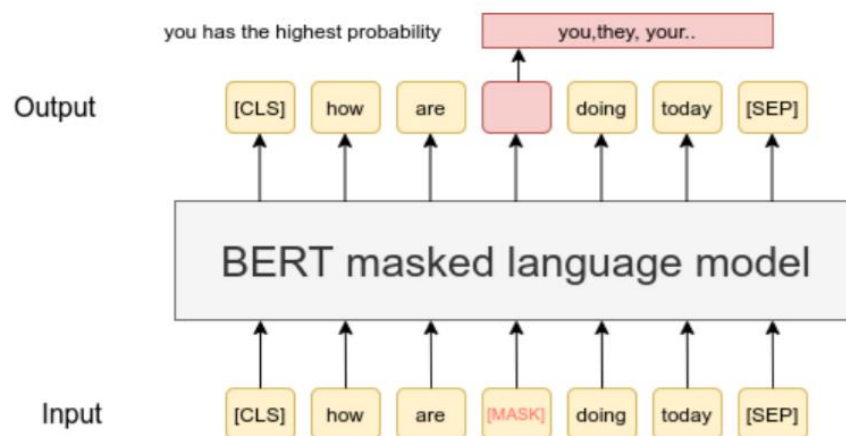 you has the highest probability you,they, your..
Output [CLS] how are doing today [SEP]
BERT masked language model
Input [CLS] how are [MASK] doing today [SEP]